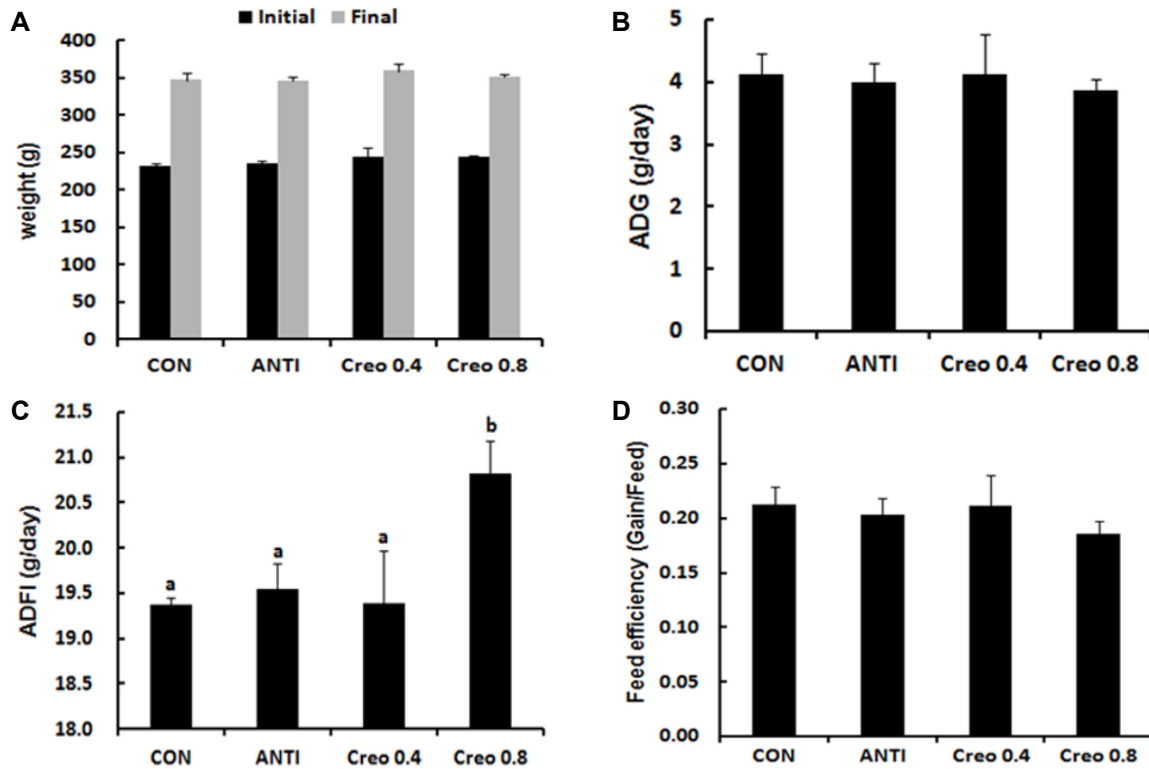 A
Initial Final
weight (g)
400
350
300
250
200
150
100
50
0
CON ANTI Creo 0.4 Creo 0.8
B
ADG (g/day)
5
4
3
2
1
0
CON ANTI Creo 0.4 Creo 0.8
C
ADFI (g/day)
21.5
21.0
20.5
20.0
19.5
19.0
18.5
18.0
a a a b
CON ANTI Creo 0.4 Creo 0.8
D
Feed efficiency (Gain/Feed)
0.30
0.25
0.20
0.15
0.10
0.05
0.00
CON ANTI Creo 0.4 Creo 0.8